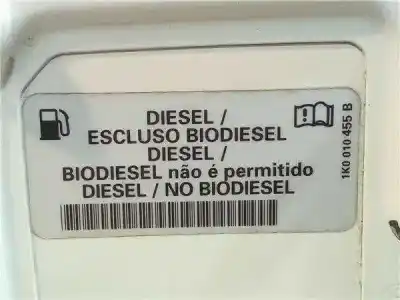 DIESEL /
ESCLUSO BIODIESEL
DIESEL /
BIODIESEL não é permitido
DIESEL / NO BIODIESEL
1K0 010 455 B